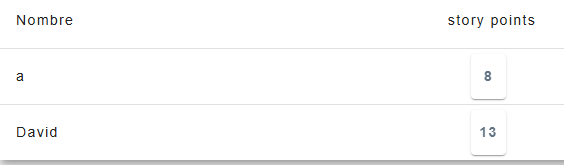 Nombre story points
a 8
David 13